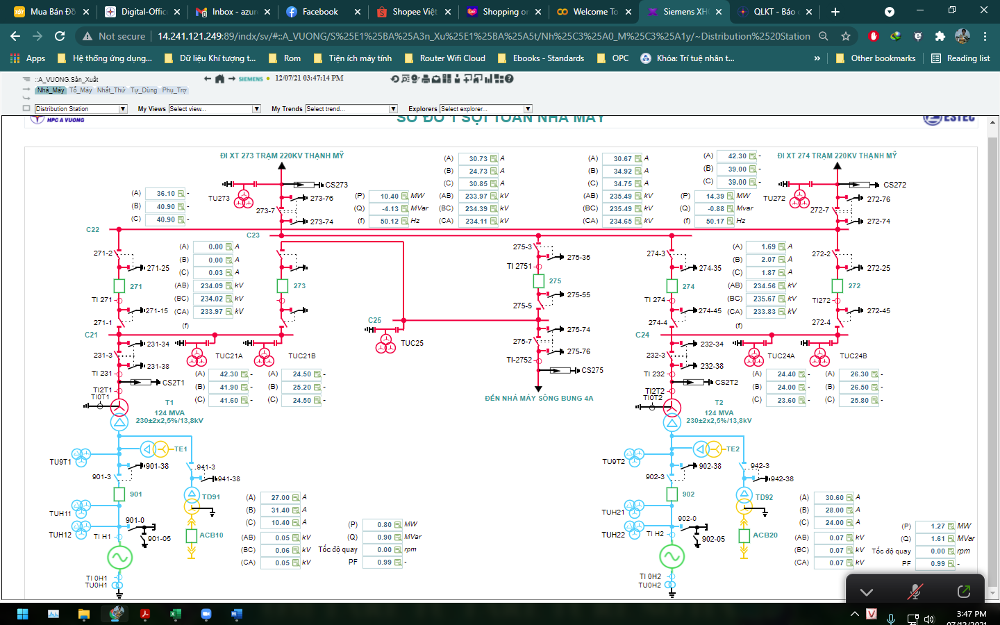 Mua Bán Đồ
Digital-Office
Inbox - azur
Facebook
Shopee Việt
Shopping on
Welcome To
Siemens XHQ
QLKT - Báo c
Not secure
14.241.121.249:89/indx/sv/#::A_VUONG/S%25E1%25BA%25A3n_Xu%25E1%25BA%25A5t/Nh%25C3%25A0_M%25C3%25A1y/~Distribution%2520Station
Apps
Hệ thống ứng dụng...
Dữ liệu Khí tượng t...
Rom
Tiện ích máy tính
Router Wifi Cloud
Ebooks - Standards
OPC
Khóa: Trí tuệ nhân t...
»
Other bookmarks
Reading list
::A_VUONG.Sản_Xuất
SIEMENS
12/07/21 03:47:14 PM
Nhà_Máy Tổ_Máy Nhất_Thứ Tự_Dùng Phụ_Trợ
Distribution Station
My Views Select view...
My Trends Select trend...
Explorers Select explorer...
HPC A VUONG
SƠ ĐỒ 1 SỢI TOÀN NHÀ MÁY
ESTEC
ĐI XT 273 TRẠM 220KV THẠNH MỸ
ĐI XT 274 TRẠM 220KV THẠNH MỸ
(A) 36.10 -
(B) 40.90 -
(C) 40.90 -
TU273
CS273
273-76
273-7
273-74
(P) 10.40 MW
(Q) -4.13 MVar
(f) 50.12 Hz
(A) 30.73 A
(B) 24.73 A
(C) 30.85 A
(AB) 233.97 kV
(BC) 234.39 kV
(CA) 234.11 kV
(A) 30.67 A
(B) 34.92 A
(C) 34.75 A
(AB) 235.49 kV
(BC) 235.49 kV
(CA) 234.65 kV
(A) 42.30 -
(B) 39.00 -
(C) 39.00 -
(P) 14.39 MW
(Q) -0.88 Mvar
(f) 50.17 Hz
TU272
CS272
272-76
272-7
272-74
C22
C23
271-2
271-25
271
TI 271
271-15
271-1
C21
(A) 0.00 A
(B) 0.00 A
(C) 0.03 A
(AB) 234.09 kV
(BC) 234.02 kV
(CA) 233.97 kV
(f)
273
C25
TUC25
275-3
275-35
TI 2751
275
275-55
275-5
275-74
275-7
275-76
TI-2752
CS275
ĐẾN NHÀ MÁY SÔNG BUNG 4A
274-3
274-35
274
TI 274
274-45
274-4
C24
(A) 1.69 A
(B) 2.07 A
(C) 1.87 A
(AB) 234.56 kV
(BC) 235.67 kV
(CA) 233.83 kV
(f)
272-2
272-25
272
TI272
272-45
272-4
231-34
231-3
231-38
TI 231
CS2T1
TI2T1
TI0T1
TUC21A
TUC21B
(A) 42.30 -
(B) 41.90 -
(C) 41.60 -
(A) 24.50 -
(B) 25.20 -
(C) 24.50 -
T1
124 MVA
230±2x2,5%/13,8kV
232-34
232-3
232-38
TI 232
CS2T2
TI2T2
TI0T2
TUC24A
TUC24B
(A) 24.40 -
(B) 24.00 -
(C) 23.60 -
(A) 26.30 -
(B) 26.50 -
(C) 25.80 -
T2
124 MVA
230±2x2,5%/13,8kV
TE1
TU9T1
901-38
901-3
901
941-3
941-38
TD91
TUH11
TUH12
901-0
901-05
TI H1
ACB10
TI 0H1
TU0H1
(A) 27.00 A
(B) 31.40 A
(C) 10.40 A
(AB) 0.05 kV
(BC) 0.06 kV
(CA) 0.05 kV
(P) 0.80 MW
(Q) 0.90 MVar
Tốc độ quay 0.00 rpm
PF 0.99 -
TE2
TU9T2
902-38
902-3
902
942-3
942-38
TD92
TUH21
TUH22
902-0
902-05
TI H2
ACB20
TI 0H2
TU0H2
(A) 30.60 A
(B) 28.00 A
(C) 24.00 A
(AB) 0.07 kV
(BC) 0.07 kV
(CA) 0.07 kV
(P) 1.27 MW
(Q) 1.61 MVar
Tốc độ quay 0.00 rpm
PF 0.99 -
3:47 PM
07/12/2021